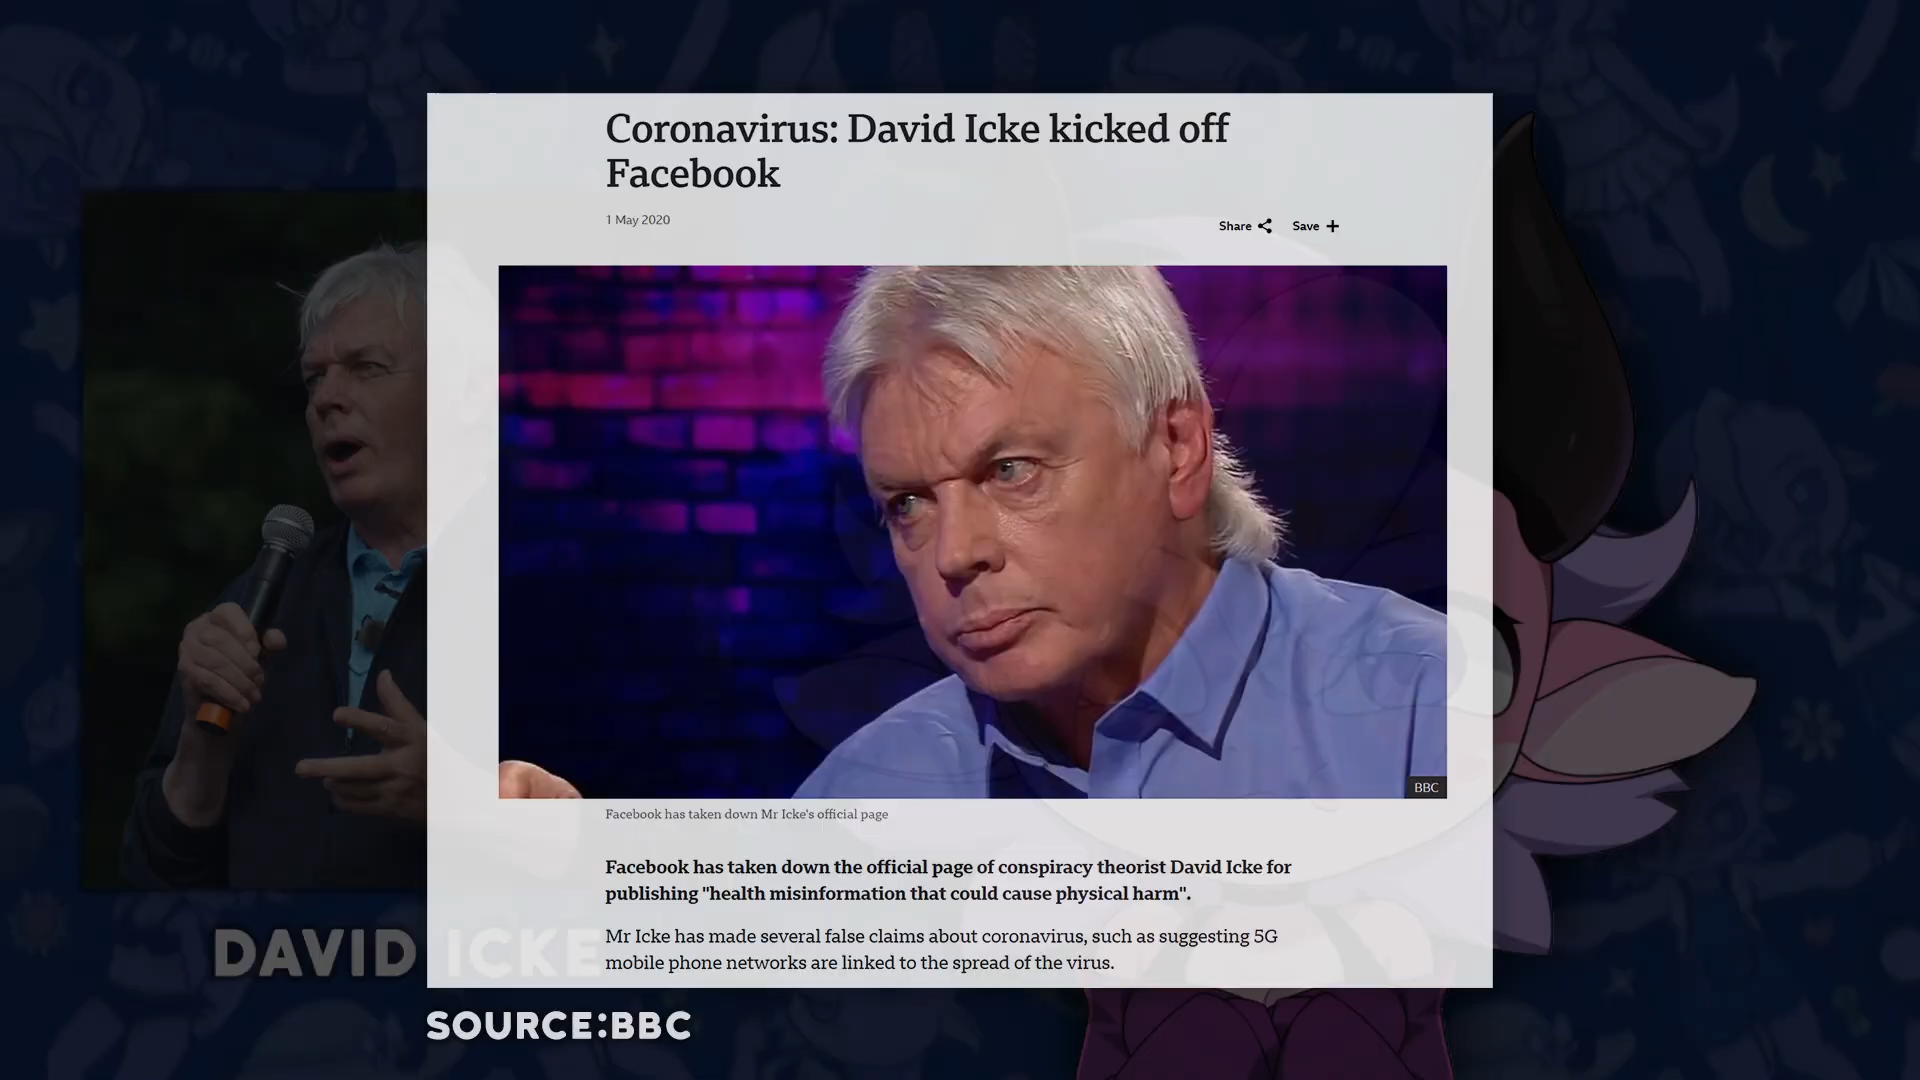 Coronavirus: David Icke kicked off
Facebook
1 May 2020
Share
Save
BBC
Facebook has taken down Mr Icke's official page
Facebook has taken down the official page of conspiracy theorist David Icke for
publishing "health misinformation that could cause physical harm".
Mr Icke has made several false claims about coronavirus, such as suggesting 5G
mobile phone networks are linked to the spread of the virus.
DAVID ICKE
SOURCE:BBC